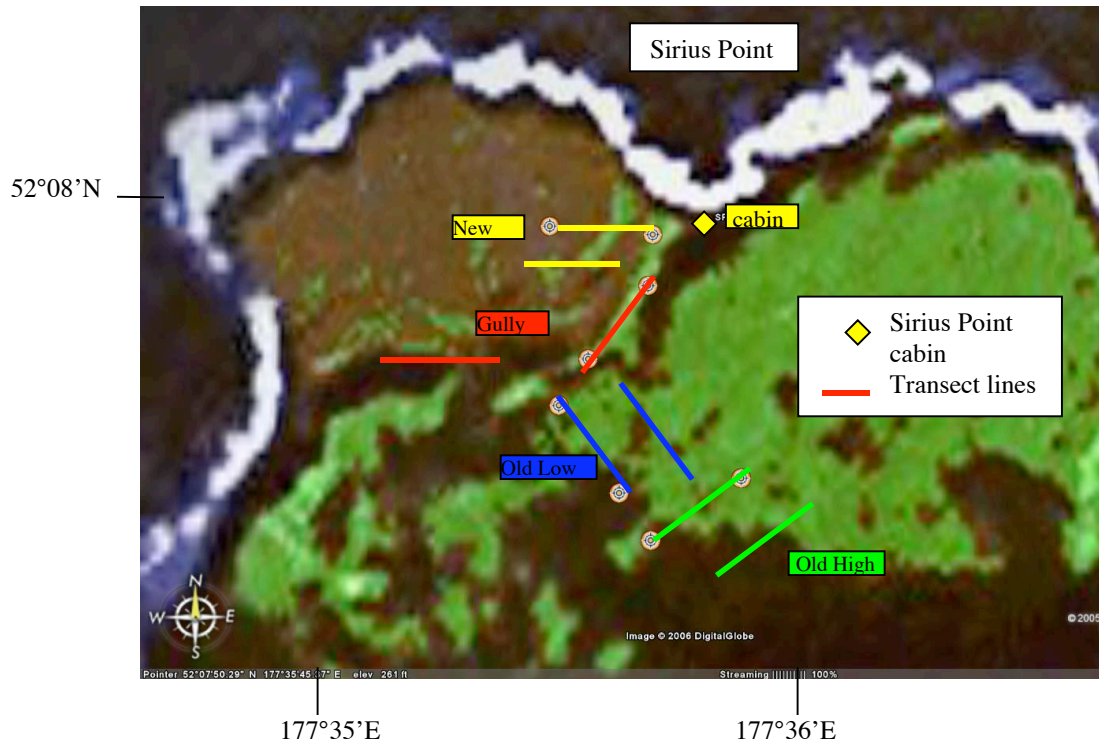 Sirius Point
52°08’N
New
cabin
Gully
Sirius Point
cabin
Transect lines
Old Low
Old High
N
W E
S
Image © 2006 DigitalGlobe
© 2005
Pointer 52°07'50.29" N 177°35'45.37" E elev 261 ft
Streaming |||||||||| 100%
177°35’E
177°36’E